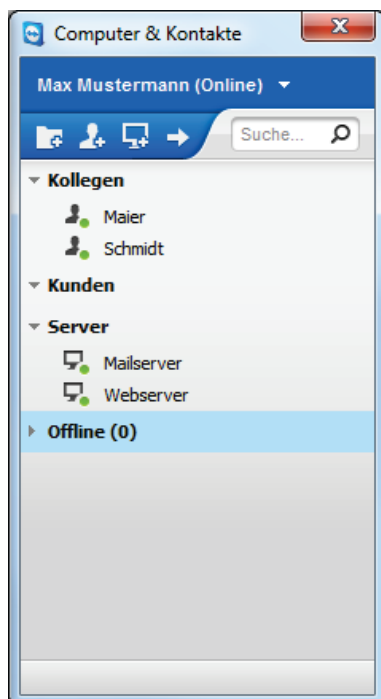 Computer & Kontakte
Max Mustermann (Online)
Suche...
Kollegen
Maier
Schmidt
Kunden
Server
Mailserver
Webserver
Offline (0)